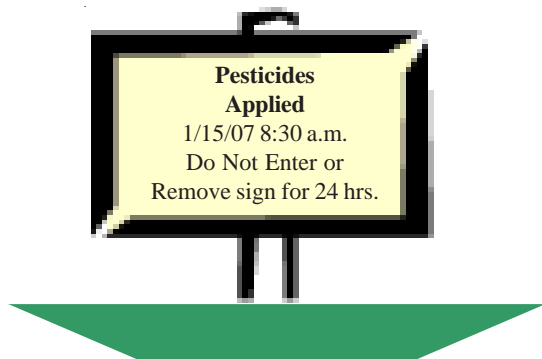 Pesticides
Applied
1/15/07 8:30 a.m.
Do Not Enter or
Remove sign for 24 hrs.